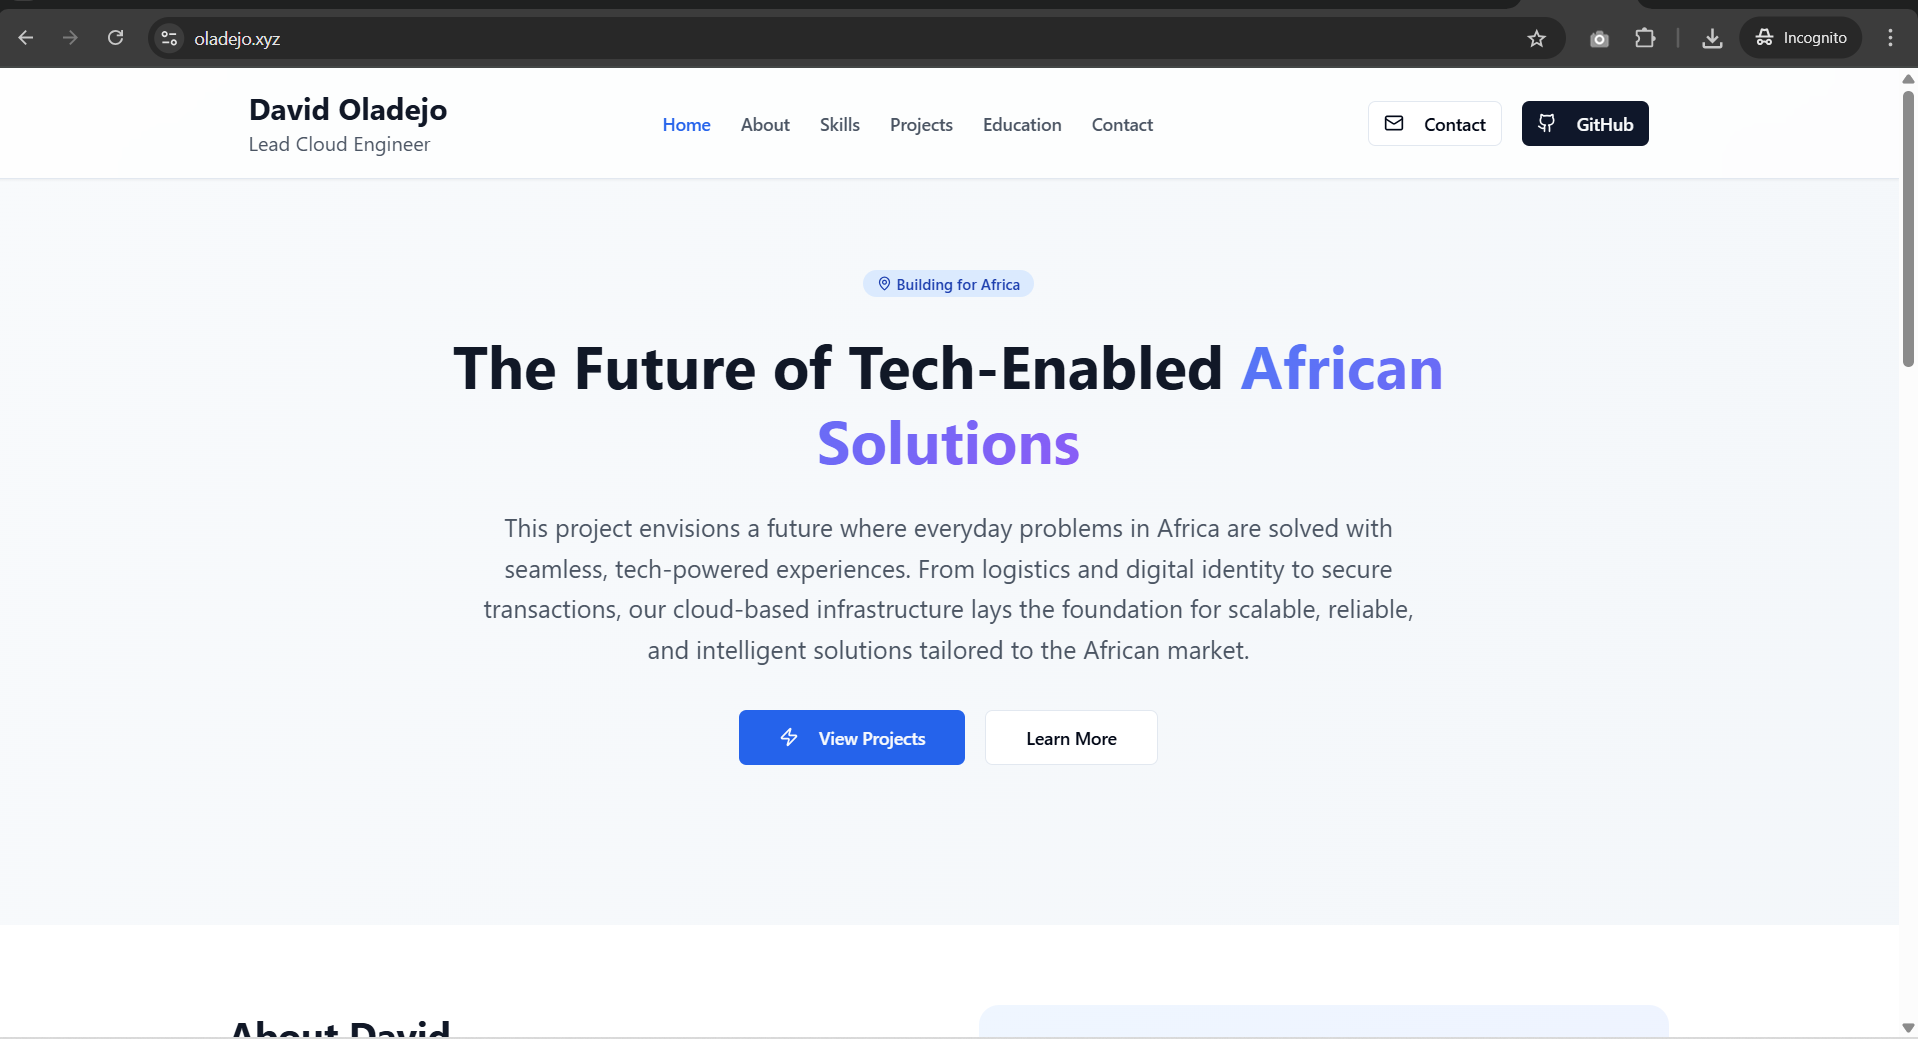 oladejo.xyz
Incognito
David Oladejo
Lead Cloud Engineer
Home
About
Skills
Projects
Education
Contact
Contact
GitHub
Building for Africa
The Future of Tech-Enabled African
Solutions
This project envisions a future where everyday problems in Africa are solved with
seamless, tech-powered experiences. From logistics and digital identity to secure
transactions, our cloud-based infrastructure lays the foundation for scalable, reliable,
and intelligent solutions tailored to the African market.
View Projects
Learn More
About David